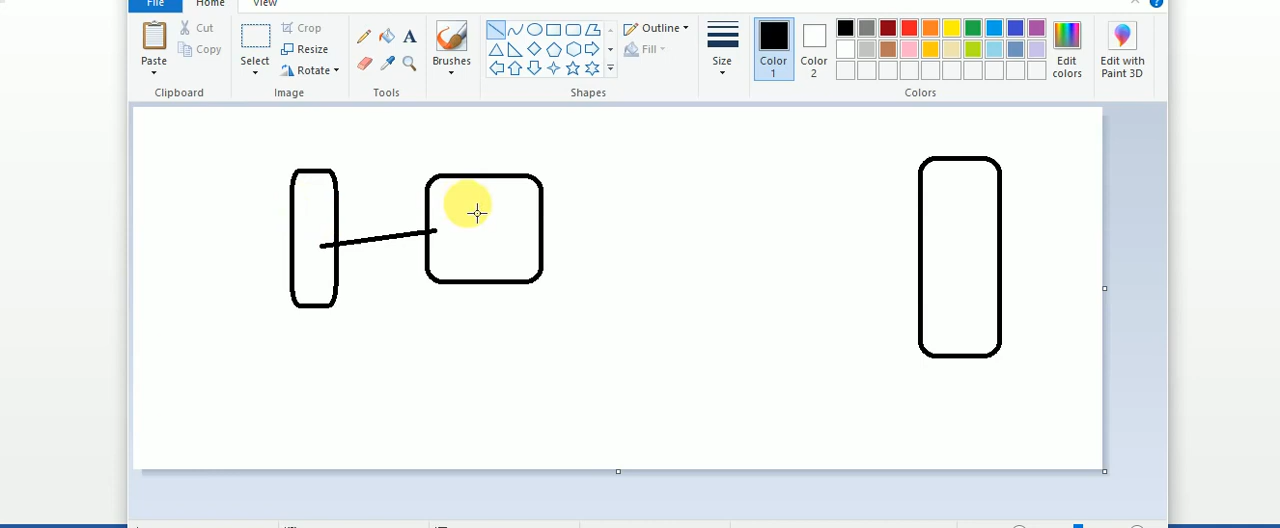 File Home View
Paste
Cut
Copy
Clipboard
Select
Crop
Resize
Rotate
Image
A
Tools
Brushes
Shapes
Outline
Fill
Size
Color
1
Color
2
Edit
colors
Colors
Edit with
Paint 3D